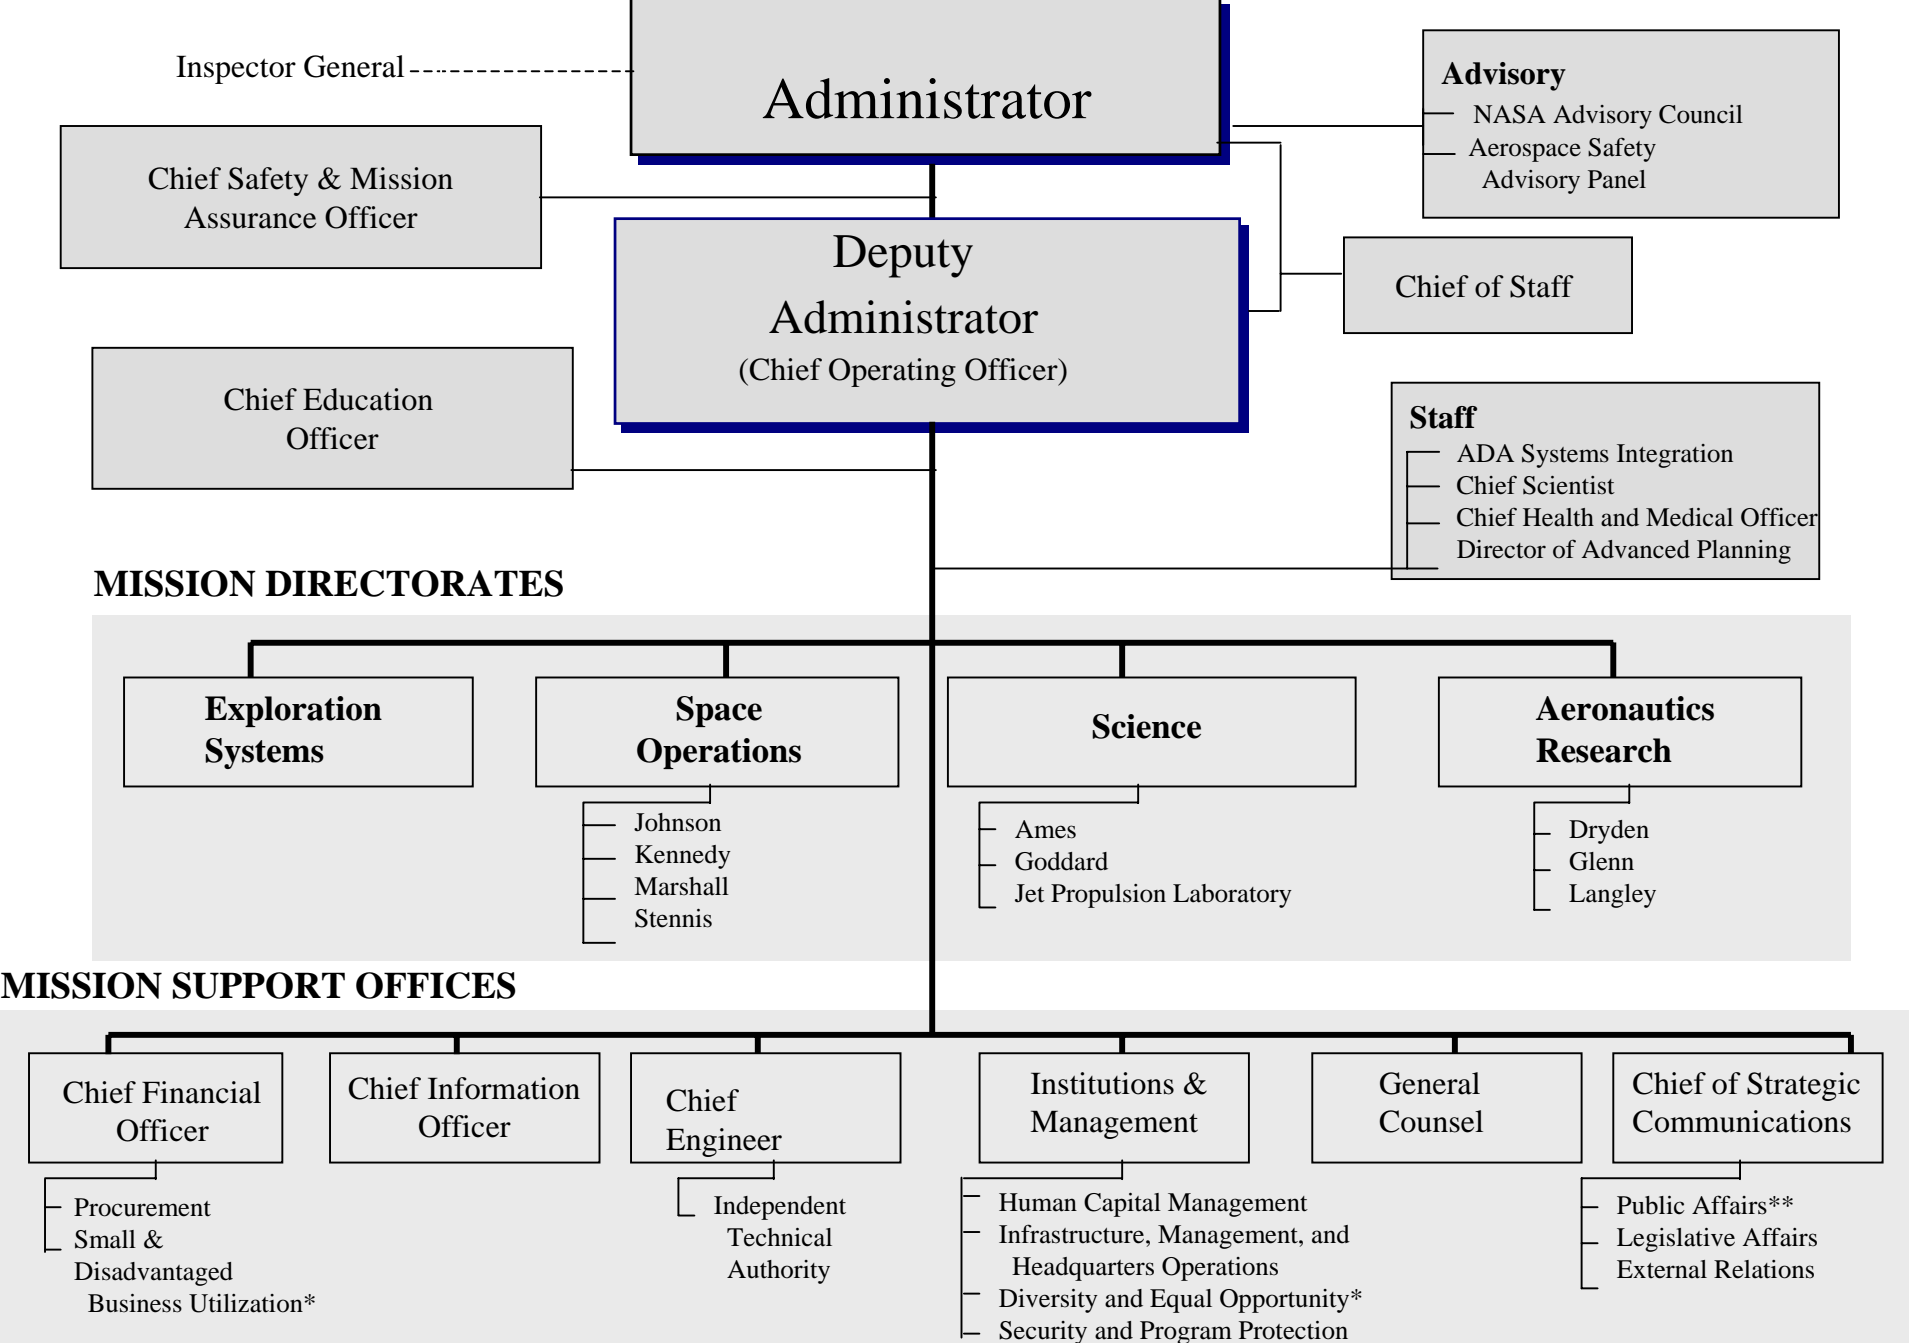 Inspector General
Administrator
Advisory
NASA Advisory Council
Aerospace Safety
Advisory Panel
Chief Safety & Mission
Assurance Officer
Deputy
Administrator
(Chief Operating Officer)
Chief of Staff
Chief Education
Officer
Staff
ADA Systems Integration
Chief Scientist
Chief Health and Medical Officer
Director of Advanced Planning
MISSION DIRECTORATES
Exploration
Systems
Space
Operations
Johnson
Kennedy
Marshall
Stennis
Science
Ames
Goddard
Jet Propulsion Laboratory
Aeronautics
Research
Dryden
Glenn
Langley
MISSION SUPPORT OFFICES
Chief Financial
Officer
Procurement
Small &
Disadvantaged
Business Utilization*
Chief Information
Officer
Chief
Engineer
Independent
Technical
Authority
Institutions &
Management
Human Capital Management
Infrastructure, Management, and
Headquarters Operations
Diversity and Equal Opportunity*
Security and Program Protection
General
Counsel
Chief of Strategic
Communications
Public Affairs**
Legislative Affairs
External Relations